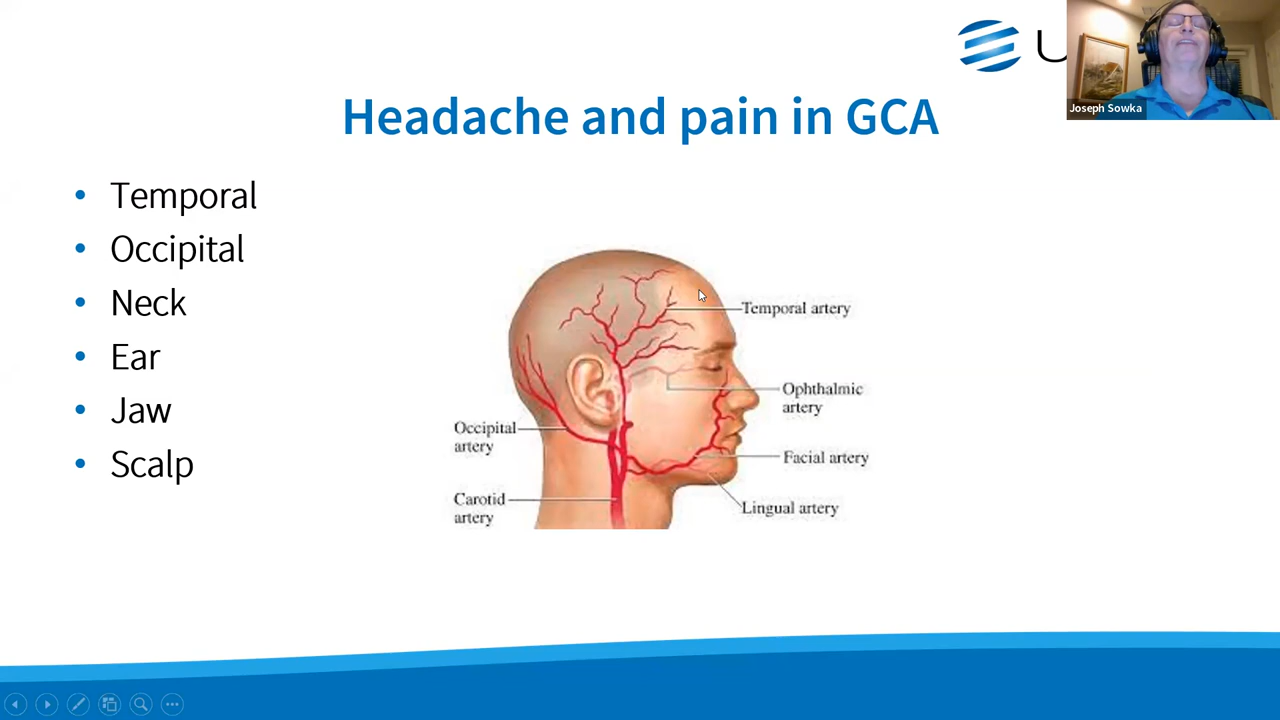 U
Joseph Sowka
Headache and pain in GCA
• Temporal
• Occipital
• Neck
• Ear
• Jaw
• Scalp
Temporal artery
Ophthalmic
artery
Occipital
artery
Facial artery
Carotid
artery
Lingual artery